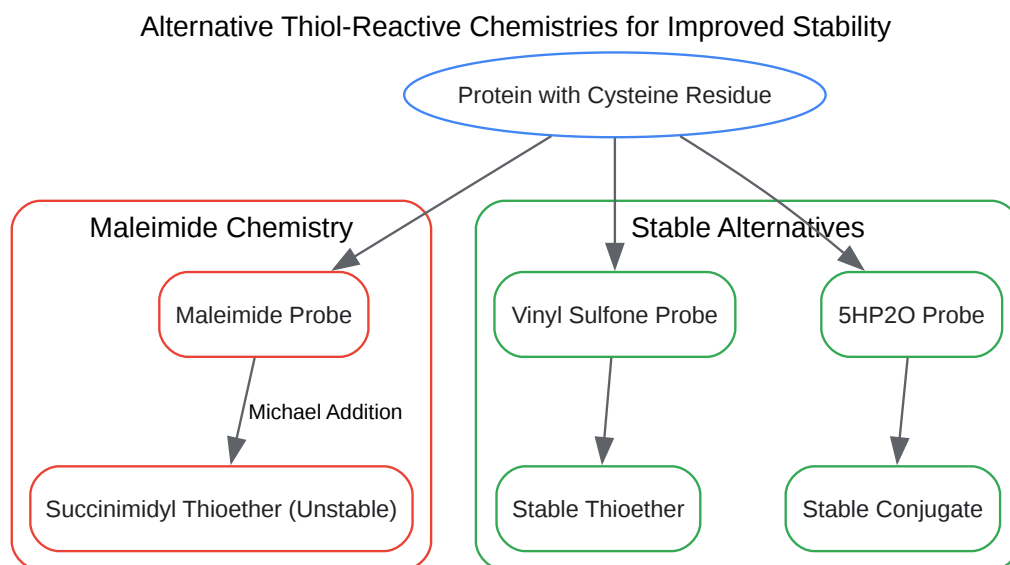 Alternative Thiol-Reactive Chemistries for Improved Stability
Protein with Cysteine Residue
Maleimide Chemistry
Stable Alternatives
Maleimide Probe
Vinyl Sulfone Probe
5HP2O Probe
Michael Addition
Succinimidyl Thioether (Unstable)
Stable Thioether
Stable Conjugate